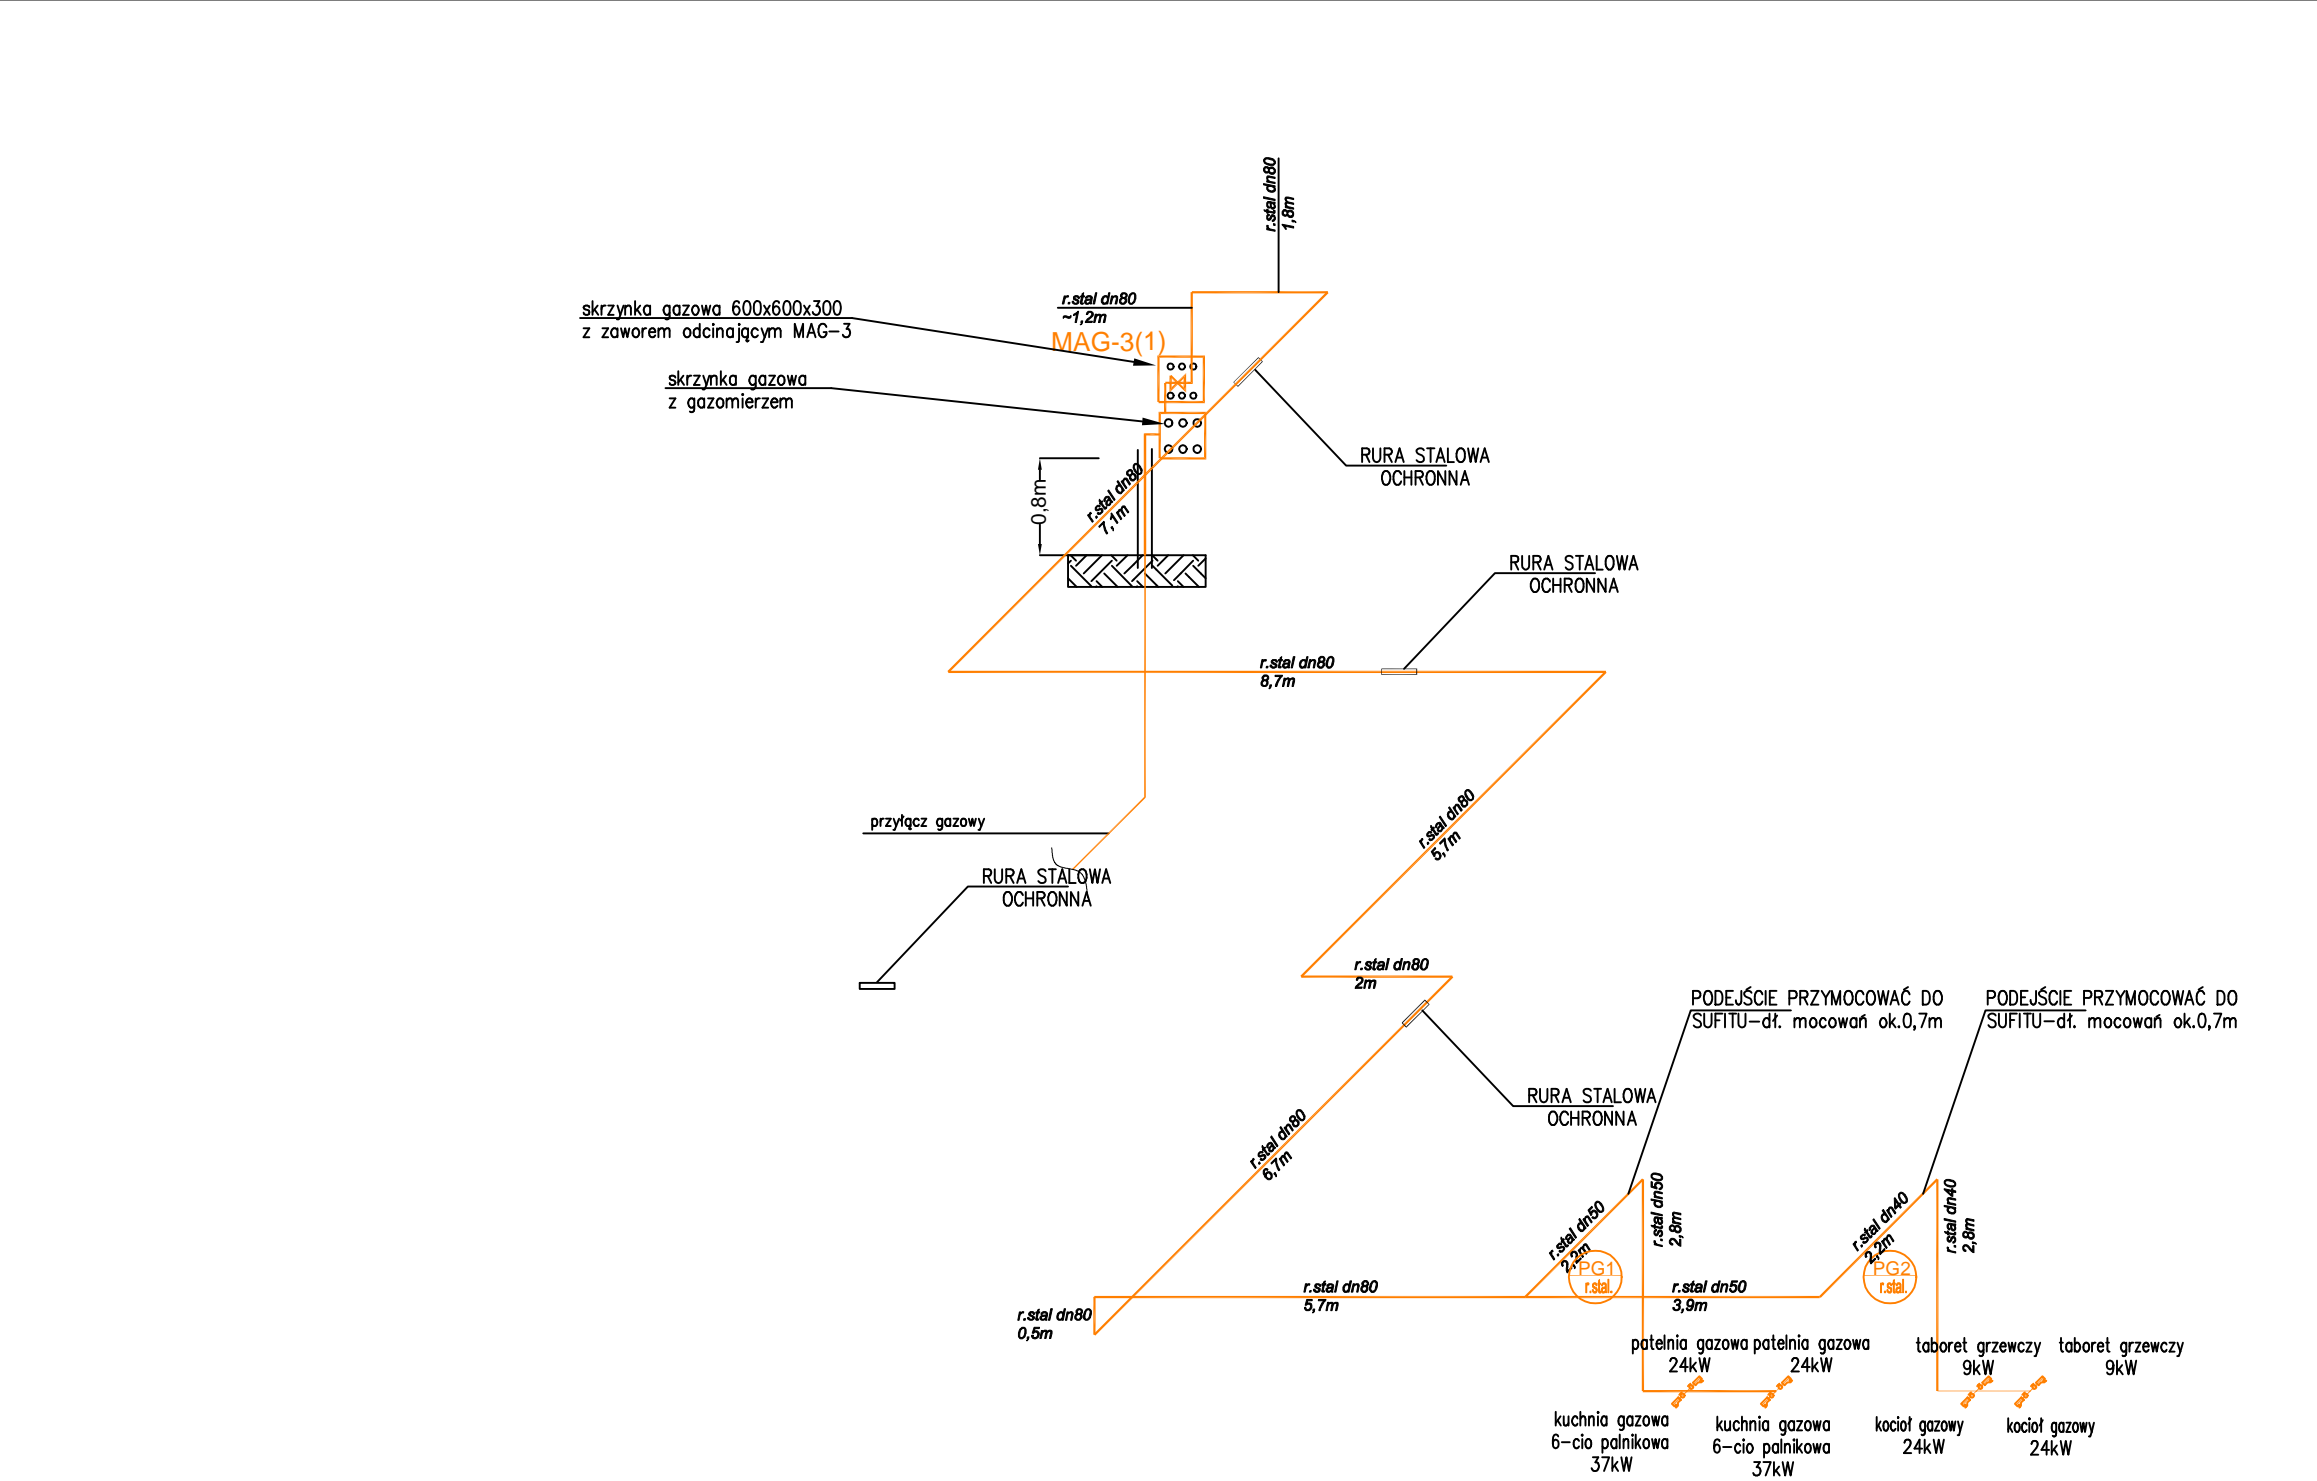 r.stal dn80
1,8m
r.stal dn80
~1,2m
skrzynka gazowa 600x600x300
z zaworem odcinającym MAG-3
MAG-3(1)
skrzynka gazowa
z gazomierzem
RURA STALOWA
OCHRONNA
r.stal dn80
7,1m
0,8m
RURA STALOWA
OCHRONNA
r.stal dn80
8,7m
r.stal dn80
5,7m
przyłącz gazowy
RURA STALOWA
OCHRONNA
r.stal dn80
2m
PODEJŚCIE PRZYMOCOWAĆ DO
SUFITU-dł. mocowań ok.0,7m
PODEJŚCIE PRZYMOCOWAĆ DO
SUFITU-dł. mocowań ok.0,7m
RURA STALOWA
OCHRONNA
r.stal dn80
6,7m
r.stal dn50
2,2m
r.stal dn50
2,8m
r.stal dn40
2,2m
r.stal dn40
2,8m
PG1
r.stal.
PG2
r.stal.
r.stal dn80
5,7m
r.stal dn50
3,9m
r.stal dn80
0,5m
patelnia gazowa
24kW
patelnia gazowa
24kW
taboret grzewczy
9kW
taboret grzewczy
9kW
kuchnia gazowa
6-cio palnikowa
37kW
kuchnia gazowa
6-cio palnikowa
37kW
kocioł gazowy
24kW
kocioł gazowy
24kW